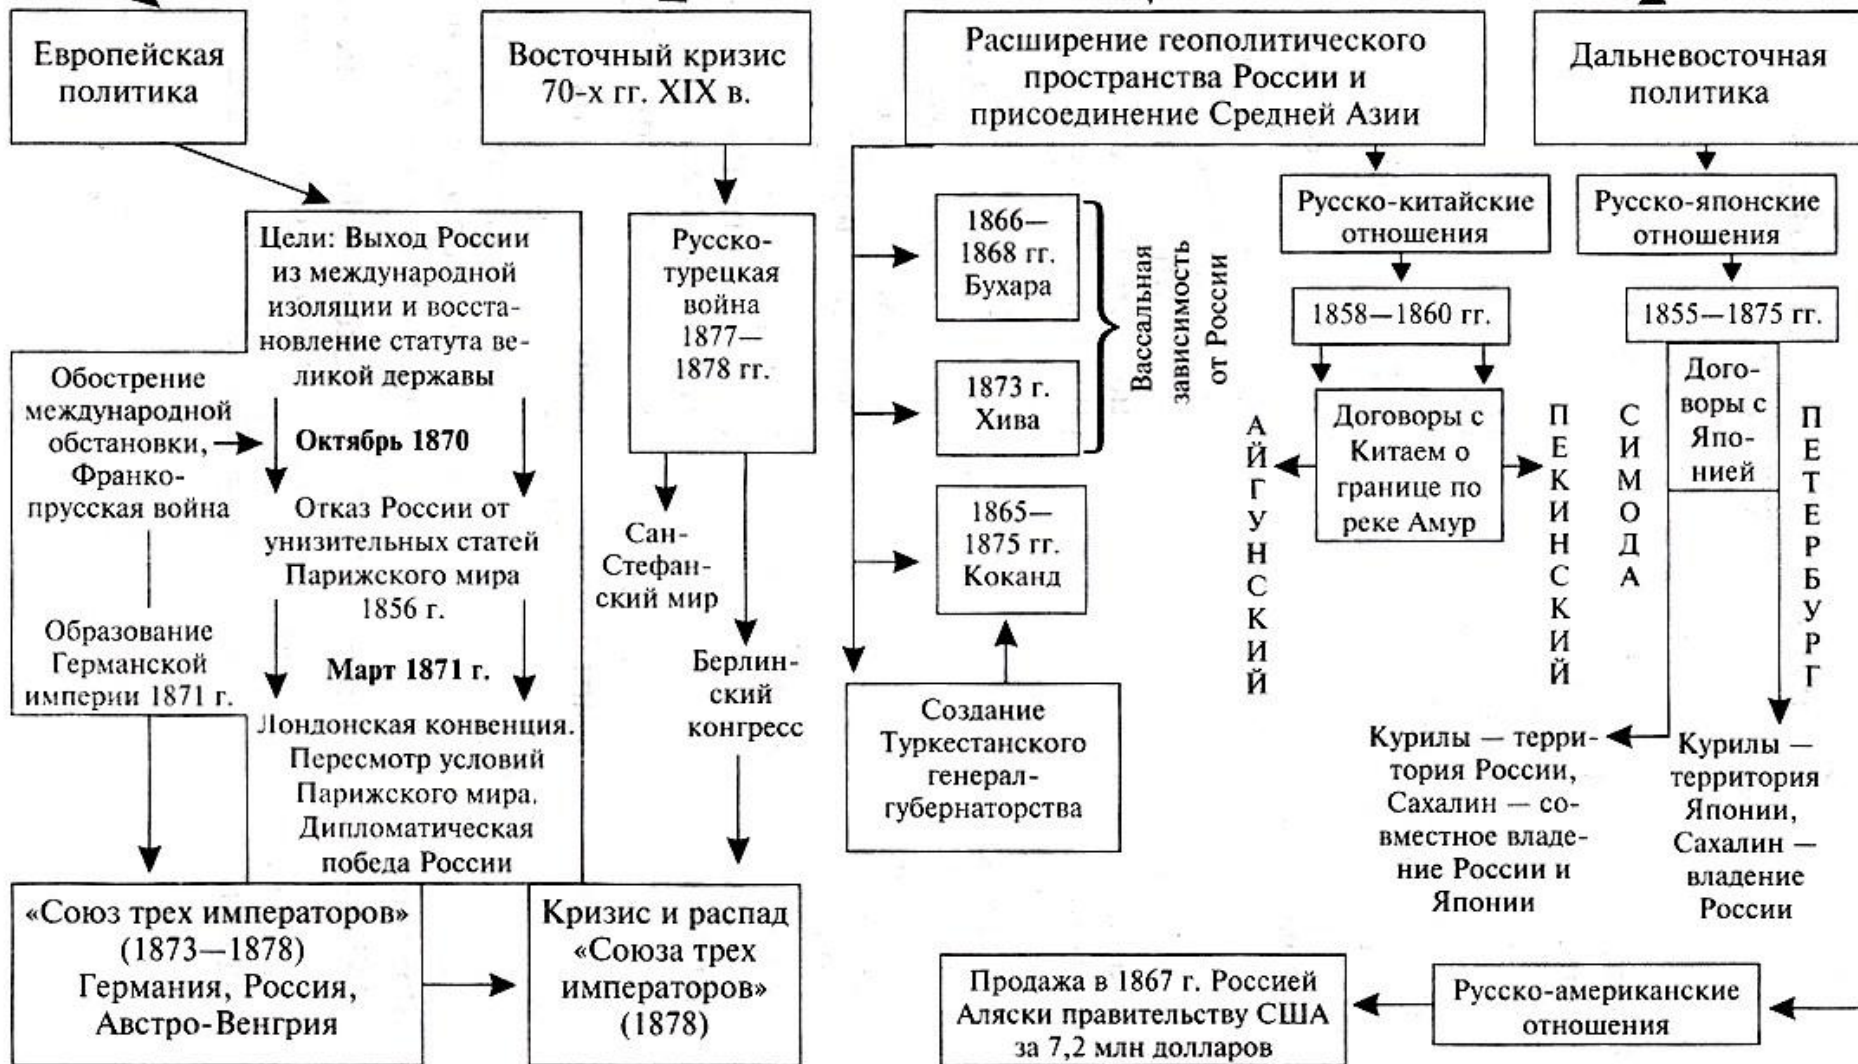 Европейская
политика
Восточный кризис
70-х гг. XIX в.
Расширение геополитического
пространства России и
присоединение Средней Азии
Дальневосточная
политика
Цели: Выход России
из международной
изоляции и восста-
новление статута ве-
ликой державы
Обострение
международной
обстановки,
Франко-
прусская война
Октябрь 1870
Отказ России от
унизительных статей
Парижского мира
1856 г.
Образование
Германской
империи 1871 г.
Март 1871 г.
Лондонская конвенция.
Пересмотр условий
Парижского мира.
Дипломатическая
победа России
«Союз трех императоров»
(1873—1878)
Германия, Россия,
Австро-Венгрия
Русско-
турецкая
война
1877—
1878 гг.
Сан-
Стефан-
ский мир
Берлин-
ский
конгресс
Кризис и распад
«Союза трех
императоров»
(1878)
1866—
1868 гг.
Бухара
1873 г.
Хива
Вассальная
зависимость
от России
1865—
1875 гг.
Коканд
Создание
Туркестанского
генерал-
губернаторства
Русско-китайские
отношения
1858—1860 гг.
Договоры с
Китаем о
границе по
реке Амур
АЙГУНСКИЙ
ПЕКИНСКИЙ
Русско-японские
отношения
1855—1875 гг.
Дого-
воры с
Япо-
нией
СИМОДА
ПЕТЕРБУРГ
Курилы — терри-
тория России,
Сахалин — со-
вместное владе-
ние России и
Японии
Курилы —
территория
Японии,
Сахалин —
владение
России
Русско-американские
отношения
Продажа в 1867 г. Россией
Аляски правительству США
за 7,2 млн долларов